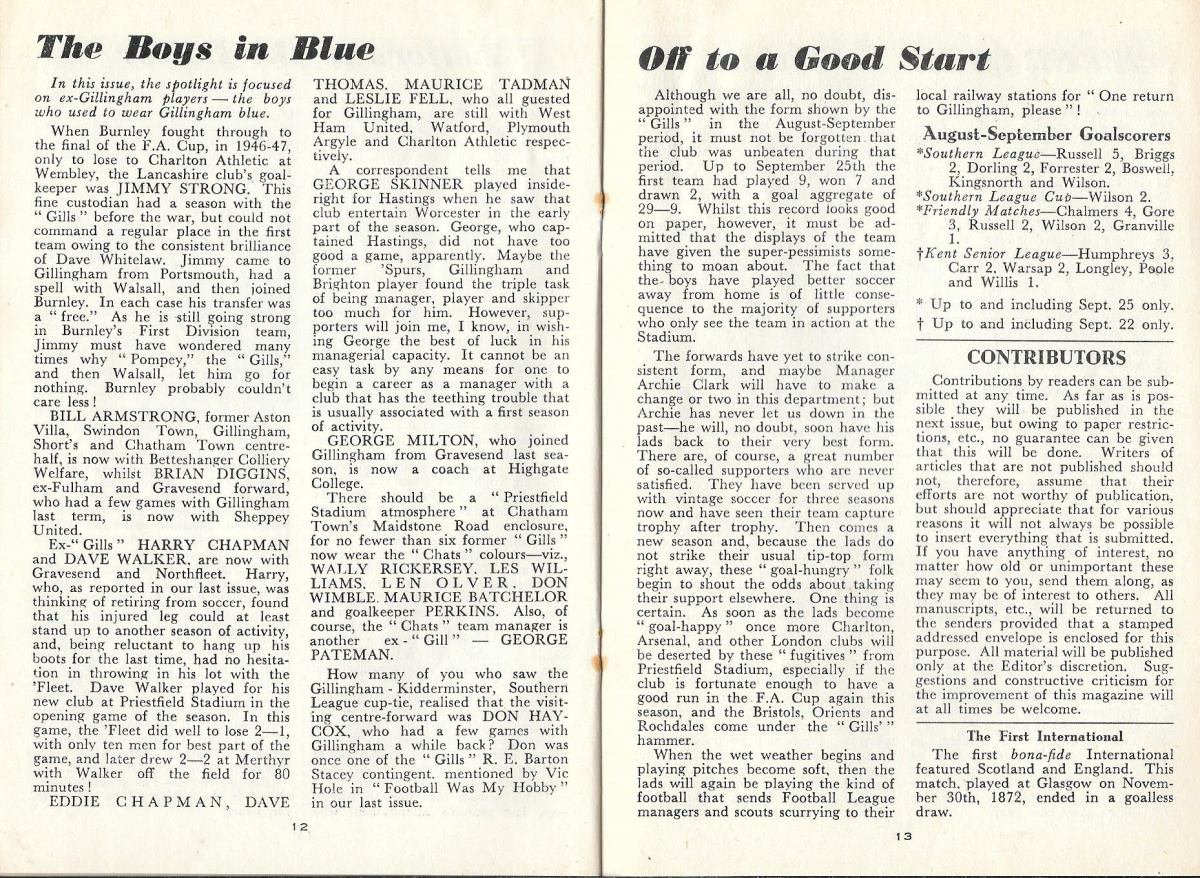 The Boys in Blue
In this issue, the spotlight is focused
on ex-Gillingham players — the boys
who used to wear Gillingham blue.
When Burnley fought through to
the final of the F.A. Cup, in 1946-47,
only to lose to Charlton Athletic at
Wembley, the Lancashire club's goal-
keeper was JIMMY STRONG. This
fine custodian had a season with the
“ Gills ” before the war, but could not
command a regular place in the first
team owing to the consistent brilliance
of Dave Whitelaw. Jimmy came to
Gillingham from Portsmouth, had a
spell with Walsall, and then joined
Burnley. In each case his transfer was
a “ free.” As he is still going strong
in Burnley's First Division team,
Jimmy must have wondered many
times why “ Pompey,” the “ Gills,”
and then Walsall, let him go for
nothing. Burnley probably couldn't
care less !
BILL ARMSTRONG, former Aston
Villa, Swindon Town, Gillingham,
Short's and Chatham Town centre-
half, is now with Betteshanger Colliery
Welfare, whilst BRIAN DIGGINS,
ex-Fulham and Gravesend forward,
who had a few games with Gillingham
last term, is now with Sheppey
United.
Ex-“ Gills ” HARRY CHAPMAN
and DAVE WALKER, are now with
Gravesend and Northfleet. Harry,
who, as reported in our last issue, was
thinking of retiring from soccer, found
that his injured leg could at least
stand up to another season of activity,
and, being reluctant to hang up his
boots for the last time, had no hesita-
tion in throwing in his lot with the
'Fleet. Dave Walker played for his
new club at Priestfield Stadium in the
opening game of the season. In this
game, the 'Fleet did well to lose 2—1,
with only ten men for best part of the
game, and later drew 2—2 at Merthyr
with Walker off the field for 80
minutes !
EDDIE CHAPMAN, DAVE
THOMAS, MAURICE TADMAN
and LESLIE FELL, who all guested
for Gillingham, are still with West
Ham United, Watford, Plymouth
Argyle and Charlton Athletic respec-
tively.
A correspondent tells me that
GEORGE SKINNER played inside-
right for Hastings when he saw that
club entertain Worcester in the early
part of the season. George, who cap-
tained Hastings, did not have too
good a game, apparently. Maybe the
former 'Spurs, Gillingham and
Brighton player found the triple task
of being manager, player and skipper
too much for him. However, sup-
porters will join me, I know, in wish-
ing George the best of luck in his
managerial capacity. It cannot be an
easy task by any means for one to
begin a career as a manager with a
club that has the teething trouble that
is usually associated with a first season
of activity.
GEORGE MILTON, who joined
Gillingham from Gravesend last sea-
son, is now a coach at Highgate
College.
There should be a “ Priestfield
Stadium atmosphere ” at Chatham
Town's Maidstone Road enclosure,
for no fewer than six former “ Gills ”
now wear the “ Chats ” colours—viz.,
WALLY RICKERSEY, LES WIL-
LIAMS, LEN OLVER, DON
WIMBLE, MAURICE BATCHELOR
and goalkeeper PERKINS. Also, of
course, the “ Chats ” team manager is
another ex-“ Gill ” — GEORGE
PATEMAN.
How many of you who saw the
Gillingham - Kidderminster, Southern
League cup-tie, realised that the visit-
ing centre-forward was DON HAY-
COX, who had a few games with
Gillingham a while back? Don was
once one of the “ Gills ” R. E. Barton
Stacey contingent, mentioned by Vic
Hole in “ Football Was My Hobby ”
in our last issue.
12
Off to a Good Start
Although we are all, no doubt, dis-
appointed with the form shown by the
“ Gills ” in the August-September
period, it must not be forgotten that
the club was unbeaten during that
period. Up to September 25th the
first team had played 9, won 7 and
drawn 2, with a goal aggregate of
29—9. Whilst this record looks good
on paper, however, it must be ad-
mitted that the displays of the team
have given the super-pessimists some-
thing to moan about. The fact that
the boys have played better soccer
away from home is of little conse-
quence to the majority of supporters
who only see the team in action at the
Stadium.
The forwards have yet to strike con-
sistent form, and maybe Manager
Archie Clark will have to make a
change or two in this department; but
Archie has never let us down in the
past—he will, no doubt, soon have his
lads back to their very best form.
There are, of course, a great number
of so-called supporters who are never
satisfied. They have been served up
with vintage soccer for three seasons
now and have seen their team capture
trophy after trophy. Then comes a
new season and, because the lads do
not strike their usual tip-top form
right away, these “ goal-hungry ” folk
begin to shout the odds about taking
their support elsewhere. One thing is
certain. As soon as the lads become
“ goal-happy ” once more Charlton,
Arsenal, and other London clubs will
be deserted by these “ fugitives ” from
Priestfield Stadium, especially if the
club is fortunate enough to have a
good run in the F.A. Cup again this
season, and the Bristols, Orients and
Rochdales come under the “ Gills' ”
hammer.
When the wet weather begins and
playing pitches become soft, then the
lads will again be playing the kind of
football that sends Football League
managers and scouts scurrying to their
local railway stations for “ One return
to Gillingham, please ” !
August-September Goalscorers
*Southern League—Russell 5, Briggs
2, Dorling 2, Forrester 2, Boswell,
Kingsnorth and Wilson.
*Southern League Cup—Wilson 2.
*Friendly Matches—Chalmers 4, Gore
3, Russell 2, Wilson 2, Granville
1.
†Kent Senior League—Humphreys 3,
Carr 2, Warsap 2, Longley, Poole
and Willis 1.
* Up to and including Sept. 25 only.
† Up to and including Sept. 22 only.
CONTRIBUTORS
Contributions by readers can be sub-
mitted at any time. As far as is pos-
sible they will be published in the
next issue, but owing to paper restric-
tions, etc., no guarantee can be given
that this will be done. Writers of
articles that are not published should
not, therefore, assume that their
efforts are not worthy of publication,
but should appreciate that for various
reasons it will not always be possible
to insert everything that is submitted.
If you have anything of interest, no
matter how old or unimportant these
may seem to you, send them along, as
they may be of interest to others. All
manuscripts, etc., will be returned to
the senders provided that a stamped
addressed envelope is enclosed for this
purpose. All material will be published
only at the Editor's discretion. Sug-
gestions and constructive criticism for
the improvement of this magazine will
at all times be welcome.
The First International
The first bona-fide International
featured Scotland and England. This
match, played at Glasgow on Novem-
ber 30th, 1872, ended in a goalless
draw.
13